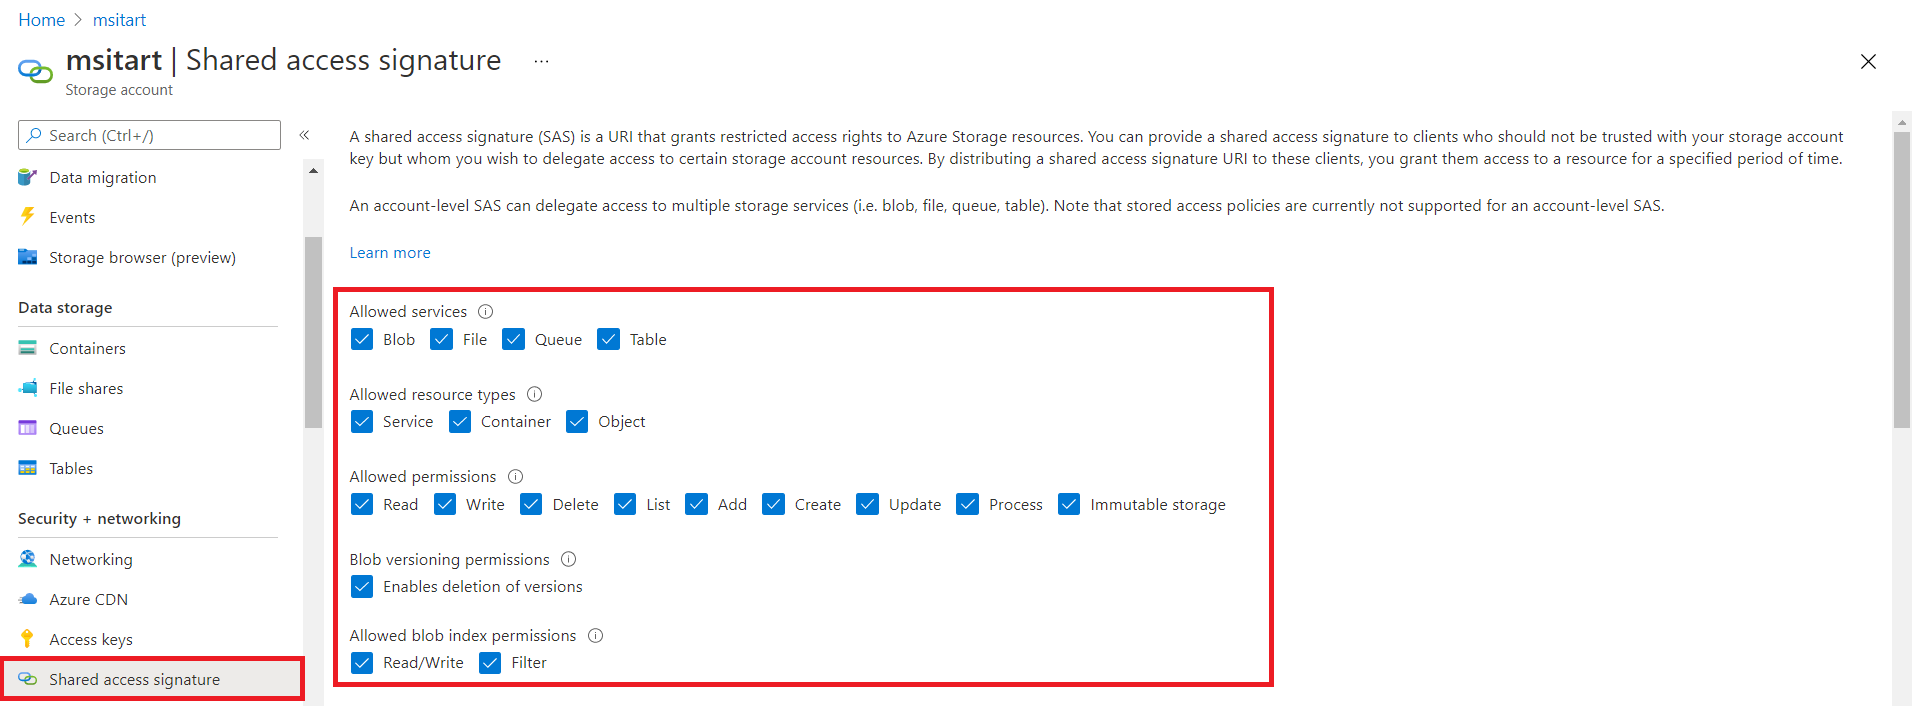 Home > msitart
msitart | Shared access signature ...
Storage account
Search (Ctrl+/)
«
Data migration
Events
Storage browser (preview)
Data storage
Containers
File shares
Queues
Tables
Security + networking
Networking
Azure CDN
Access keys
Shared access signature
A shared access signature (SAS) is a URI that grants restricted access rights to Azure Storage resources. You can provide a shared access signature to clients who should not be trusted with your storage account
key but whom you wish to delegate access to certain storage account resources. By distributing a shared access signature URI to these clients, you grant them access to a resource for a specified period of time.
An account-level SAS can delegate access to multiple storage services (i.e. blob, file, queue, table). Note that stored access policies are currently not supported for an account-level SAS.
Learn more
Allowed services
Blob File Queue Table
Allowed resource types
Service Container Object
Allowed permissions
Read Write Delete List Add Create Update Process Immutable storage
Blob versioning permissions
Enables deletion of versions
Allowed blob index permissions
Read/Write Filter